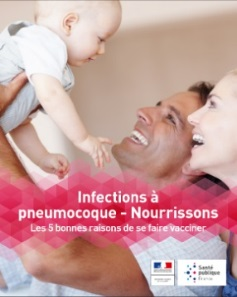 Infections à
pneumocoque - Nourrissons
Les 5 bonnes raisons de se faire vacciner
Santé
publique
France